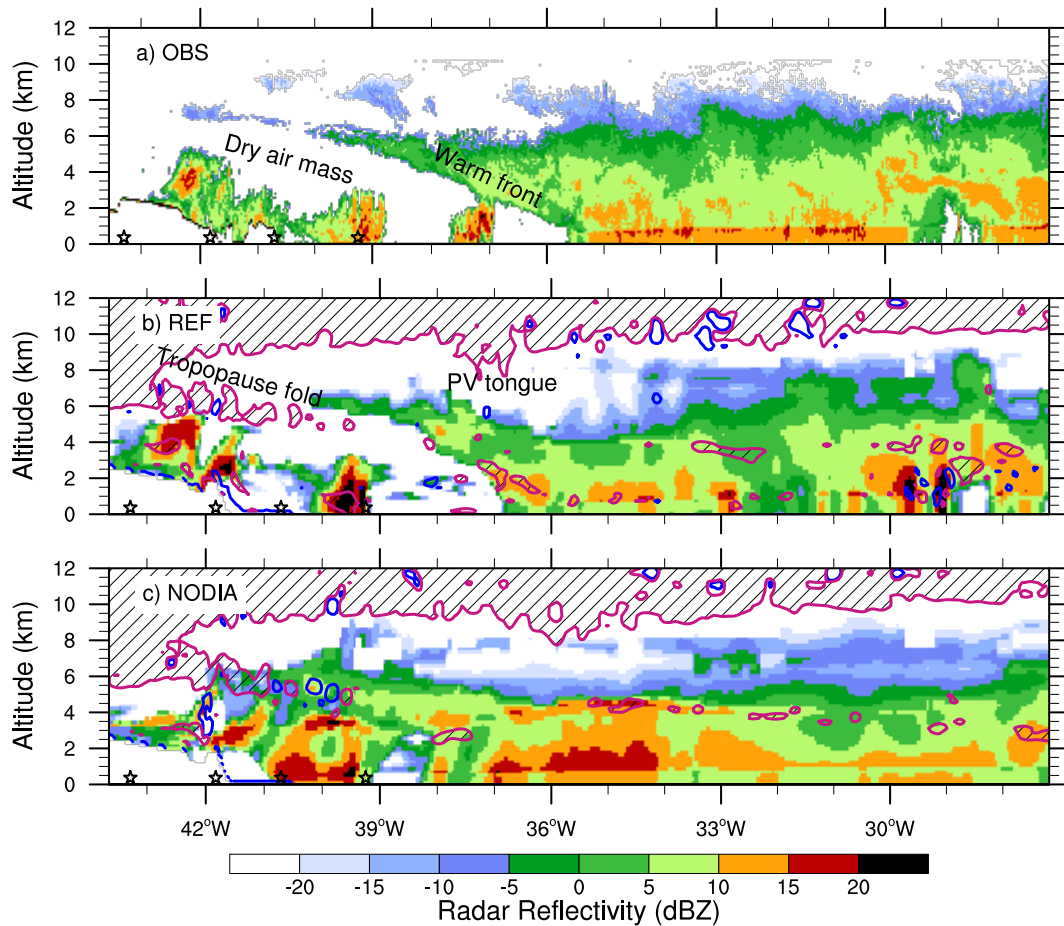 12
10
8
6
4
2
0
Altitude (km)
a) OBS
Dry air mass
Warm front
12
10
8
6
4
2
0
Altitude (km)
b) REF
Tropopause fold
PV tongue
12
10
8
6
4
2
0
Altitude (km)
c) NODIA
42°W 39°W 36°W 33°W 30°W
-20 -15 -10 -5 0 5 10 15 20
Radar Reflectivity (dBZ)